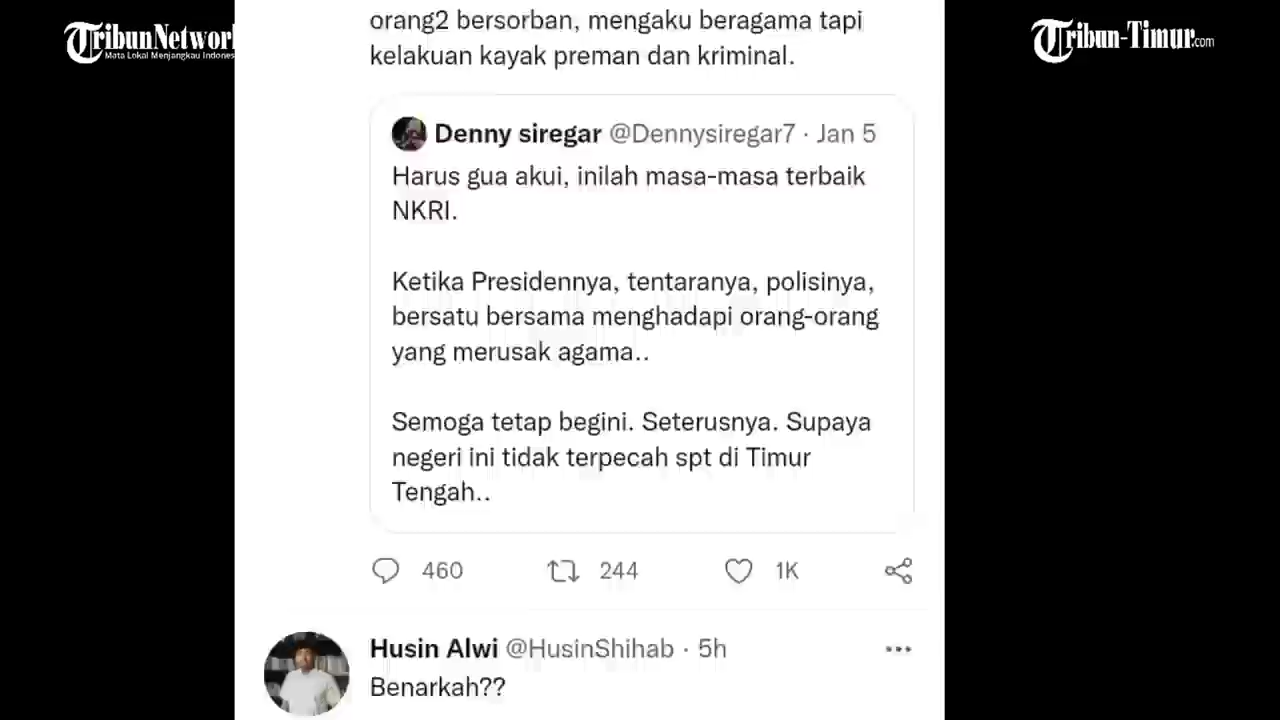 TribunNetwork
Mata Lokal Menjangkau Indones
Tribun-Timur.com
orang2 bersorban, mengaku beragama tapi
kelakuan kayak preman dan kriminal.
Denny siregar @Dennysiregar7 · Jan 5
Harus gua akui, inilah masa-masa terbaik
NKRI.
Ketika Presidennya, tentaranya, polisinya,
bersatu bersama menghadapi orang-orang
yang merusak agama..
Semoga tetap begini. Seterusnya. Supaya
negeri ini tidak terpecah spt di Timur
Tengah..
460 244 1K
Husin Alwi @HusinShihab · 5h
Benarkah??